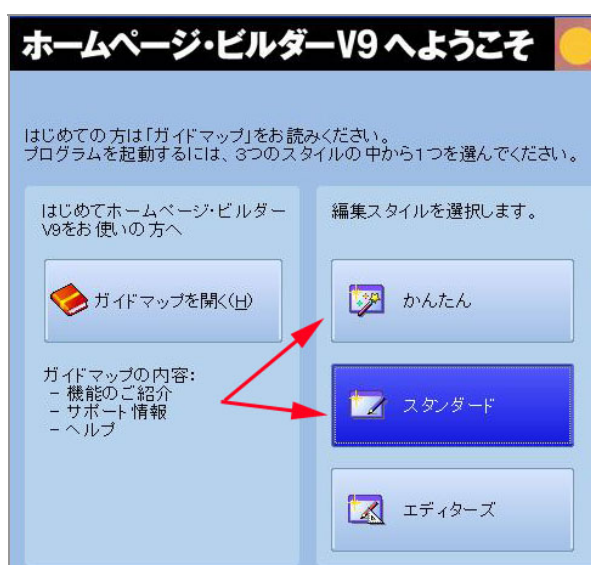 ホームページ・ビルダーV9 へようこそ
はじめての方は「ガイドマップ」をお読みください。
プログラムを起動するには、3つのスタイルの中から1つを選んでください。
はじめてホームページ・ビルダー
V9をお使いの方へ
ガイドマップを開く(H)
ガイドマップの内容:
- 機能のご紹介
- サポート情報
- ヘルプ
編集スタイルを選択します。
かんたん
スタンダード
エディターズ